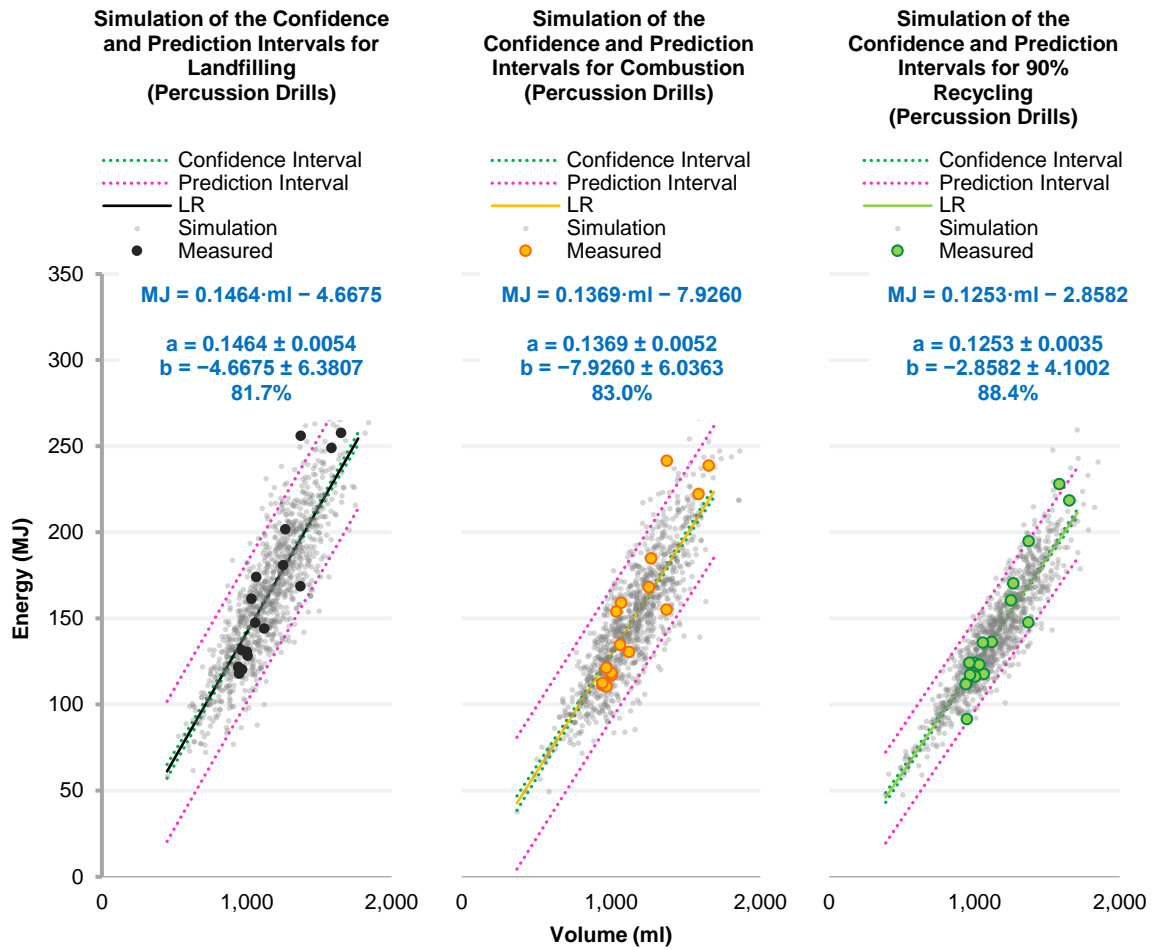 Simulation of the Confidence
and Prediction Intervals for
Landfilling
(Percussion Drills)
Confidence Interval
Prediction Interval
LR
Simulation
Measured
MJ = 0.1464·ml − 4.6675
a = 0.1464 ± 0.0054
b = −4.6675 ± 6.3807
81.7%
Simulation of the
Confidence and Prediction
Intervals for Combustion
(Percussion Drills)
Confidence Interval
Prediction Interval
LR
Simulation
Measured
MJ = 0.1369·ml − 7.9260
a = 0.1369 ± 0.0052
b = −7.9260 ± 6.0363
83.0%
Simulation of the
Confidence and Prediction
Intervals for 90%
Recycling
(Percussion Drills)
Confidence Interval
Prediction Interval
LR
Simulation
Measured
MJ = 0.1253·ml − 2.8582
a = 0.1253 ± 0.0035
b = −2.8582 ± 4.1002
88.4%
Energy (MJ)
350
300
250
200
150
100
50
0
0 1,000 2,000
0 1,000 2,000
0 1,000 2,000
Volume (ml)